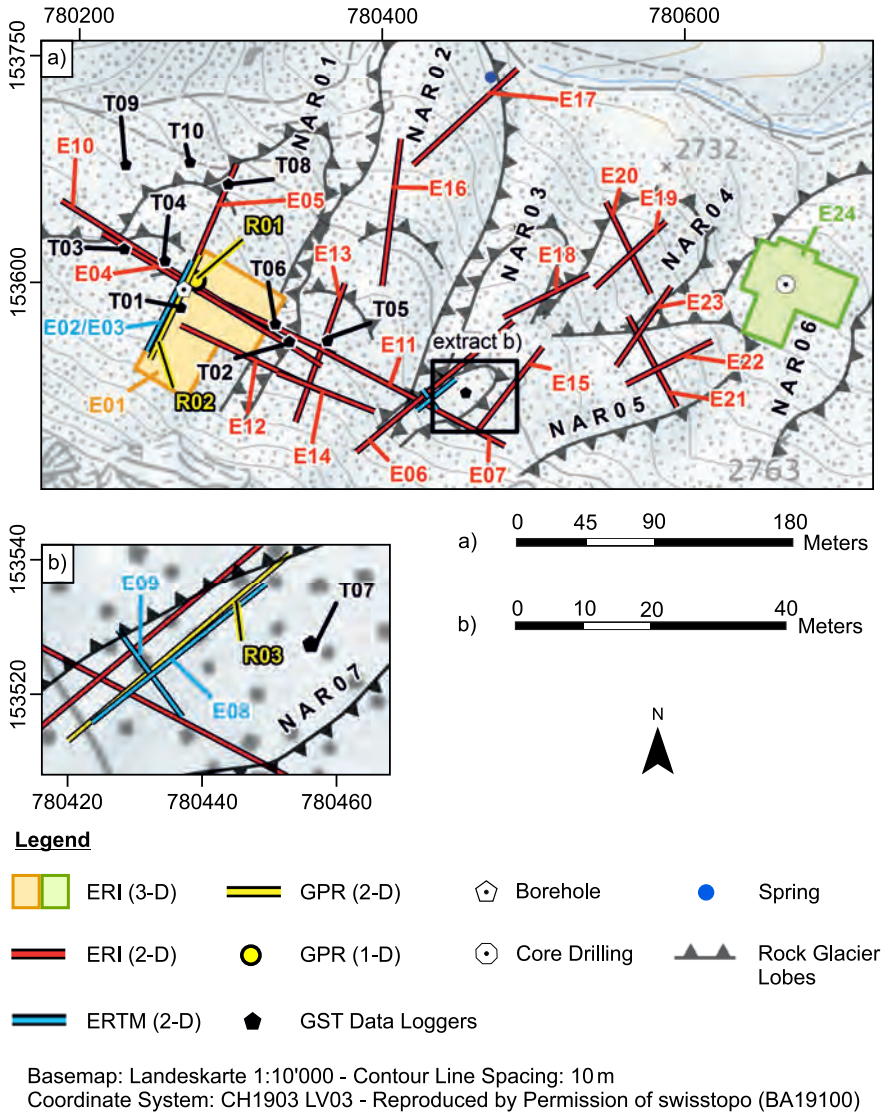 780200 780400 780600
153750
153600
a)
T09
T10
E10
NAR01
NAR02
E17
2732
T08
E05
T04
R01
E16
E20
E19
NAR04
E24
T03
E04
T06
E13
NAR03
E18
T01
T05
E02/E03
E23
extract b)
T02
E11
E15
E22
NAR06
E01
R02
E12
E14
E06
E07
NAR05
E21
2763
153540
153520
b)
E09
T07
R03
E08
NAR07
780420 780440 780460
a) 0 45 90 180 Meters
b) 0 10 20 40 Meters
N
Legend
ERI (3-D) GPR (2-D) Borehole Spring
ERI (2-D) GPR (1-D) Core Drilling Rock Glacier
Lobes
ERTM (2-D) GST Data Loggers
Basemap: Landeskarte 1:10'000 - Contour Line Spacing: 10 m
Coordinate System: CH1903 LV03 - Reproduced by Permission of swisstopo (BA19100)